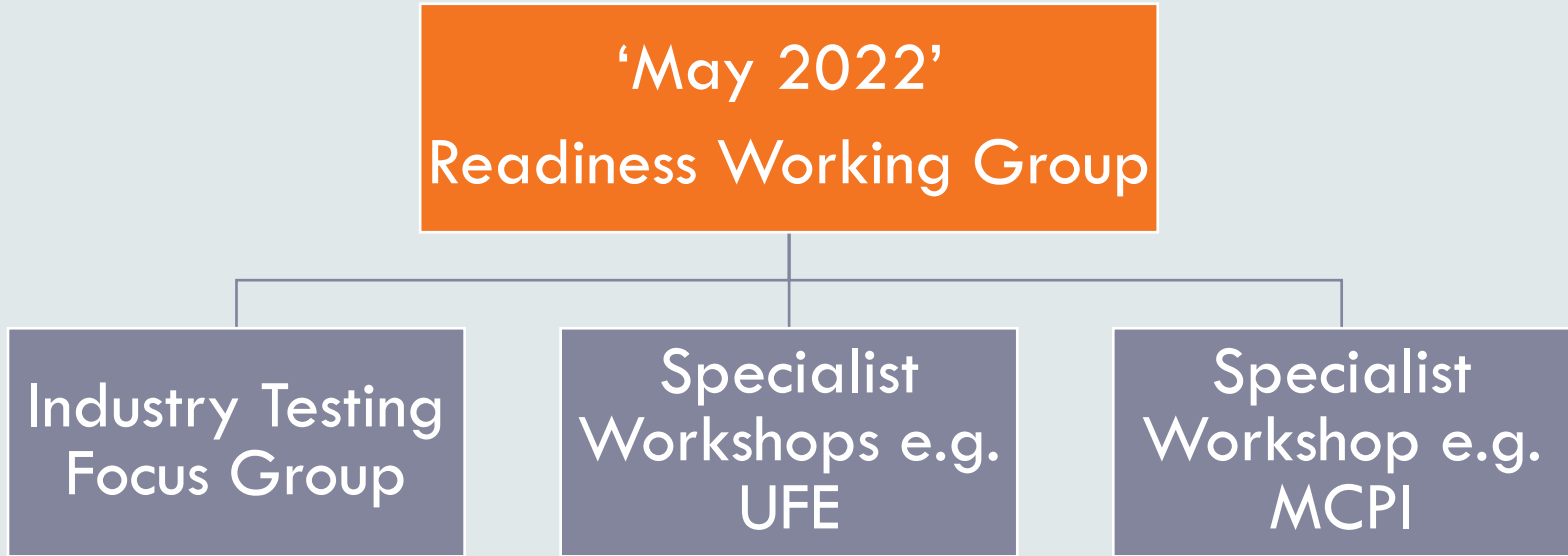 ‘May 2022’
Readiness Working Group
Industry Testing
Focus Group
Specialist
Workshops e.g.
UFE
Specialist
Workshop e.g.
MCPI